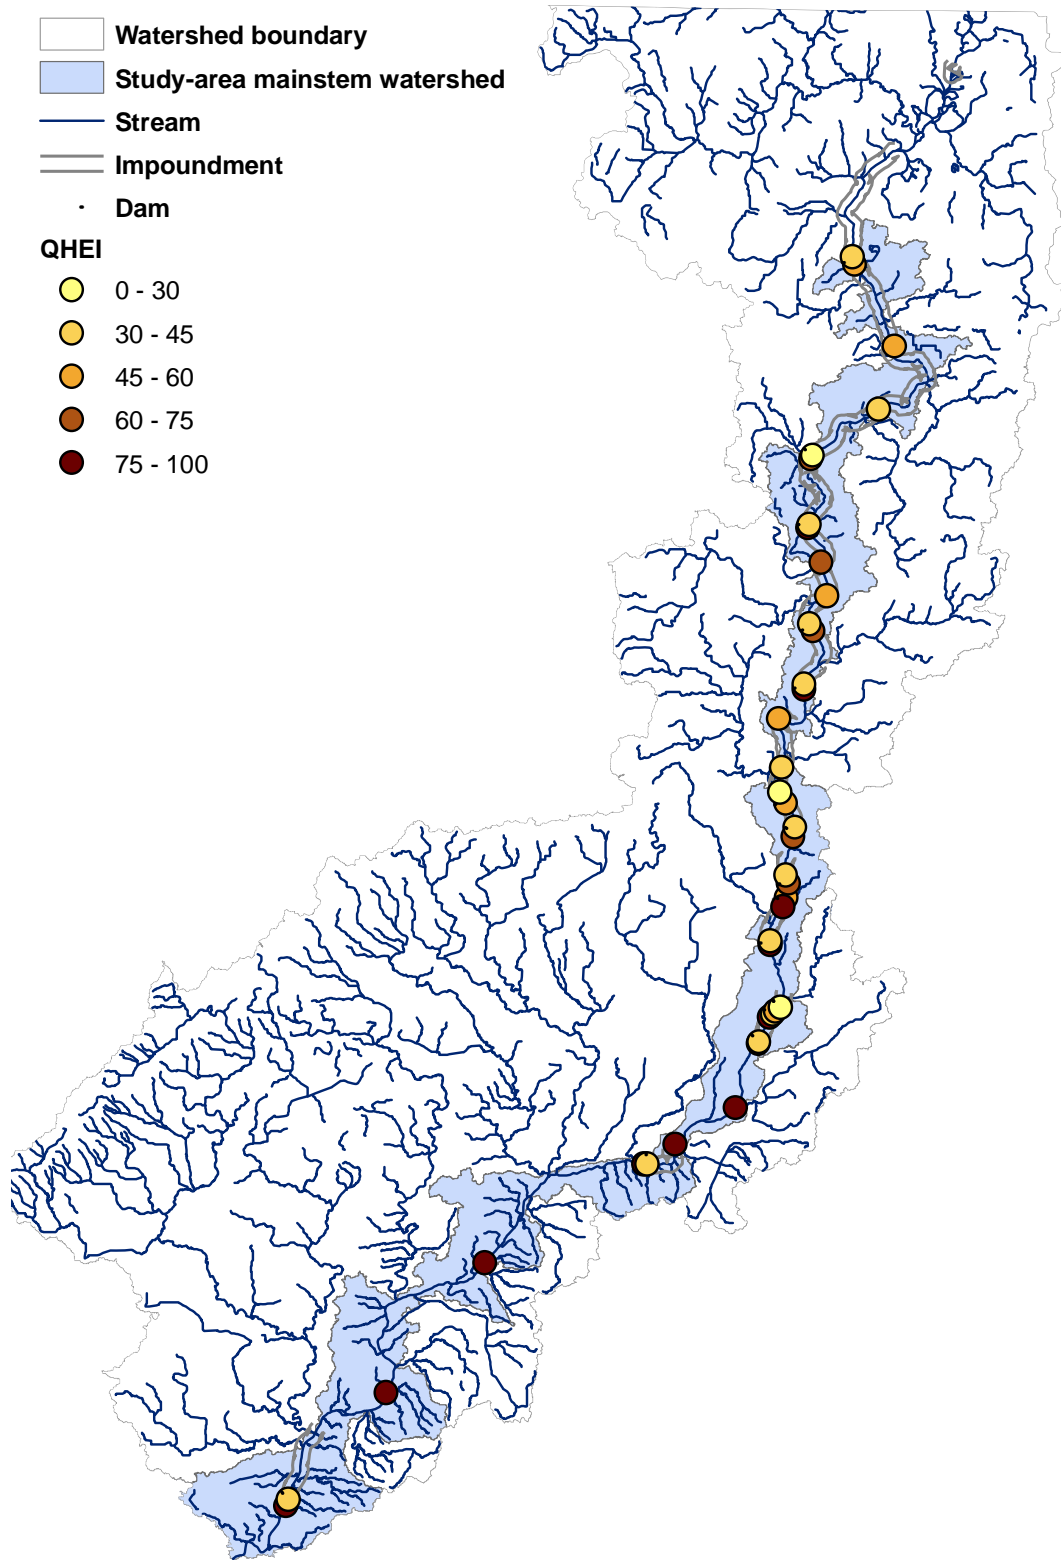 Watershed boundary
Study-area mainstem watershed
Stream
Impoundment
Dam
QHEI
0 - 30
30 - 45
45 - 60
60 - 75
75 - 100